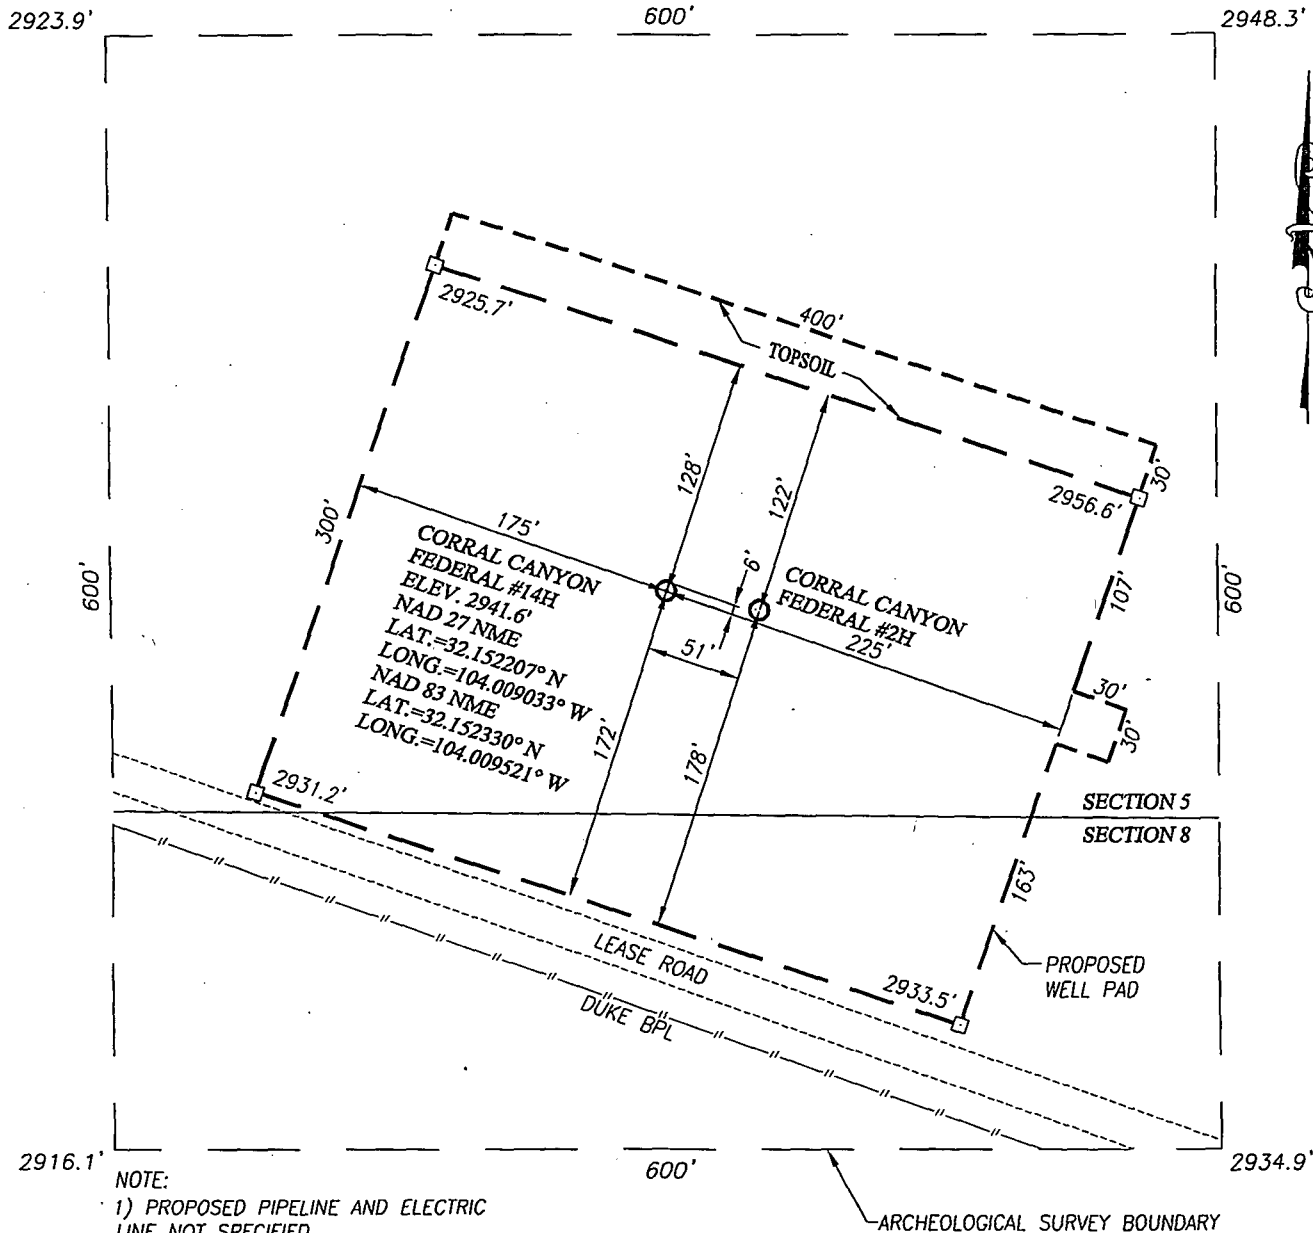 2923.9'
600'
2948.3'
2925.7'
400'
TOPSOIL
30'
2956.6'
128'
122'
175'
300'
6'
107'
CORRAL CANYON
FEDERAL #14H
ELEV. 2941.6'
NAD 27 NME
LAT.=32.152207° N
LONG.=104.009033° W
NAD 83 NME
LAT.=32.152330° N
LONG.=104.009521° W
CORRAL CANYON
FEDERAL #2H
225'
51'
600'
600'
30'
30'
172'
178'
2931.2'
SECTION 5
SECTION 8
163'
LEASE ROAD
DUKE BPL
2933.5'
PROPOSED
WELL PAD
2916.1'
600'
2934.9'
NOTE:
1) PROPOSED PIPELINE AND ELECTRIC
LINE NOT SPECIFIED
ARCHEOLOGICAL SURVEY BOUNDARY